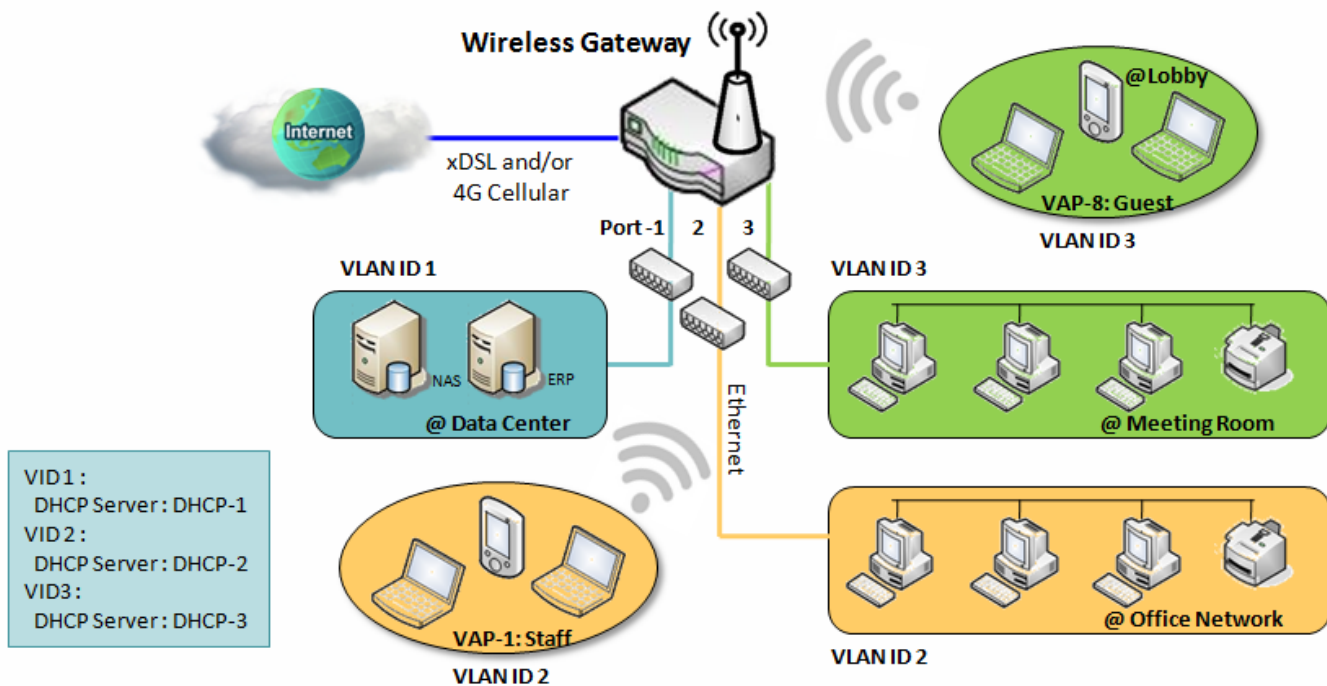 Wireless Gateway
@Lobby
Internet
xDSL and/or
4G Cellular
VAP-8: Guest
VLAN ID 3
Port -1 2 3
VLAN ID 1
VLAN ID 3
NAS
ERP
@ Data Center
Ethernet
@ Meeting Room
VID1 :
DHCP Server : DHCP-1
VID 2 :
DHCP Server : DHCP-2
VID3 :
DHCP Server : DHCP-3
VAP-1: Staff
VLAN ID 2
@ Office Network
VLAN ID 2